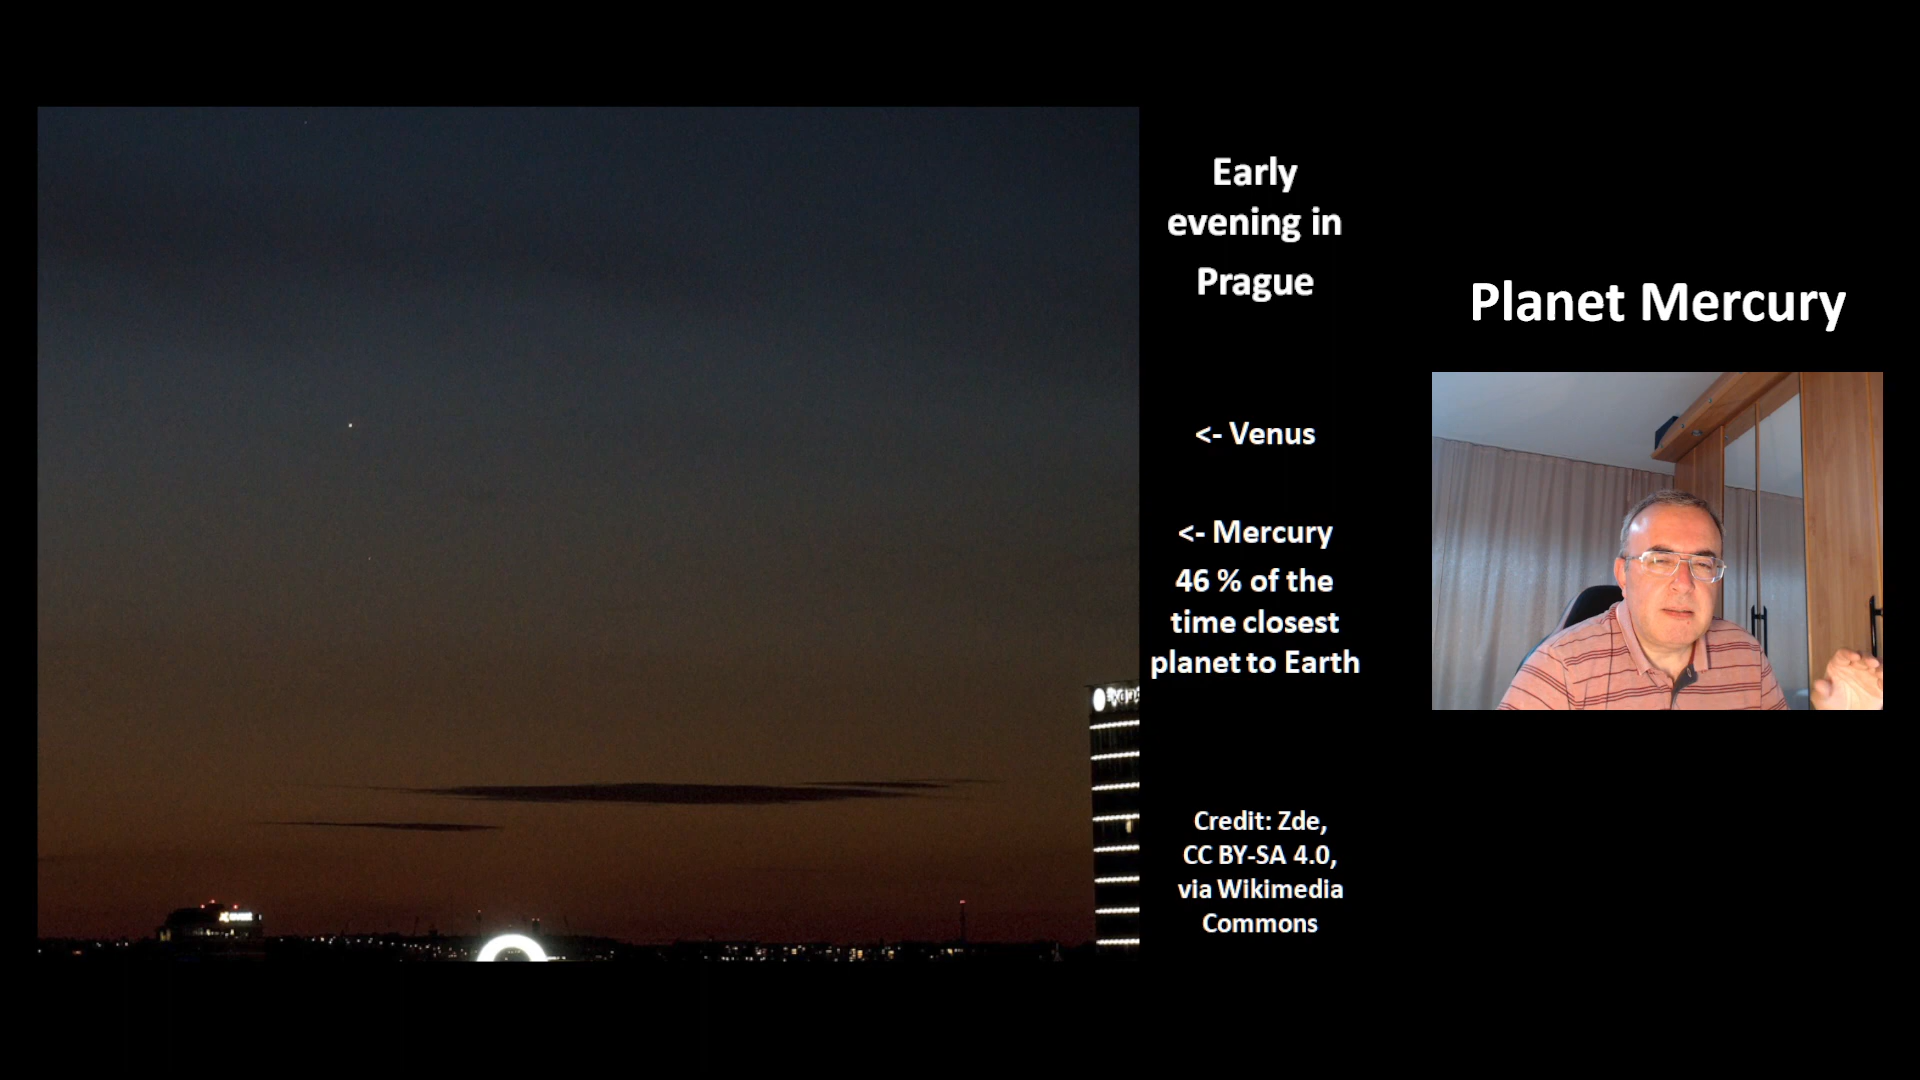 Early
evening in
Prague
Planet Mercury
<- Venus
<- Mercury
46 % of the
time closest
planet to Earth
Credit: Zde,
CC BY-SA 4.0,
via Wikimedia
Commons